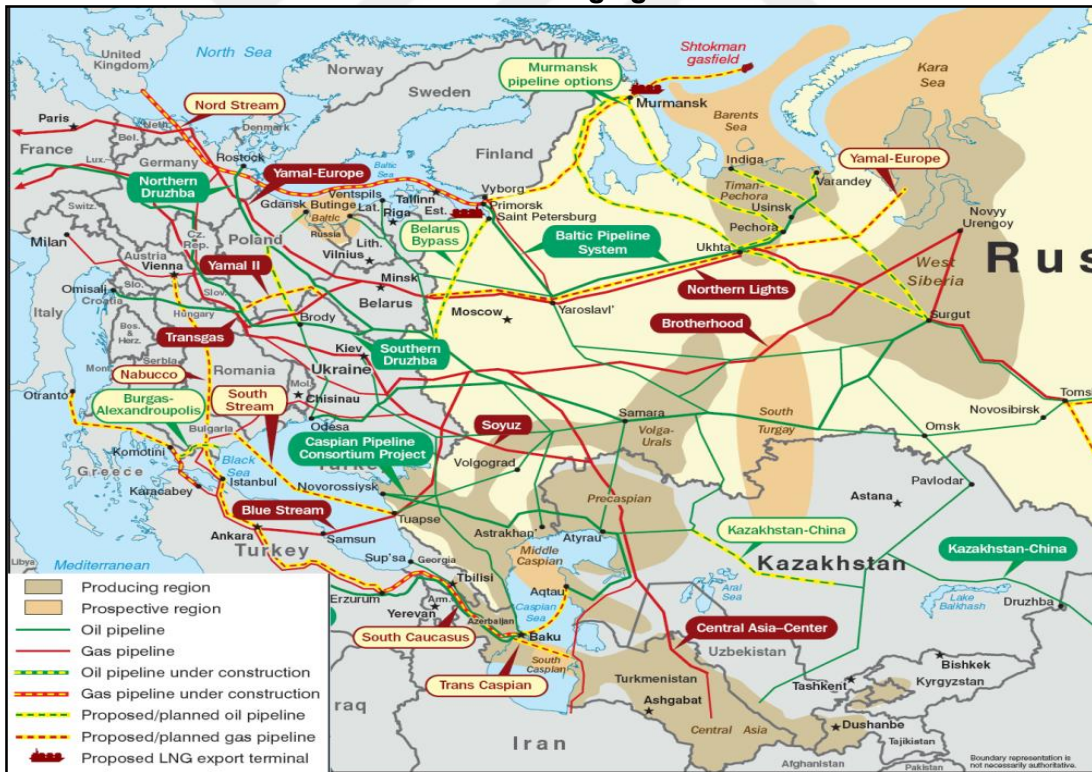 North Sea
United
Kingdom
Norway
Sweden
Finland
Shtokman
gasfield
Kara
Sea
Murmansk
pipeline options
Murmansk
Barents
Sea
Nord Stream
Paris
France
Neth.
Bel.
Lux.
Germany
Denmark
Rostock
Baltic
Sea
Northern
Druzhba
Yamal-Europe
Gdansk
Butinge
Ventspils
Lat.
Riga
Tallinn
Est.
Baltic
Russia
Lith.
Vilnius
Vyborg
Primorsk
Saint Petersburg
Belarus
Bypass
Baltic Pipeline
System
Indiga
Varandey
Timan-
Pechora
Usinsk
Pechora
Ukhta
Yamal-Europe
Novyy
Urengoy
West
Siberia
Rus
Surgut
Northern Lights
Brotherhood
Switz.
Milan
Italy
Austria
Vienna
Cz.
Rep.
Poland
Yamal II
Minsk
Belarus
Moscow
Yaroslavl'
Omisalj
Croatia
Slo.
Slov.
Hungary
Bos.
& Herz.
Serbia
Mont.
Transgas
Brody
Kiev
Ukraine
Southern
Druzhba
Nabucco
Romania
Mol.
Chisinau
Odesa
South
Stream
Otranto
Burgas-
Alexandroupolis
Bulgaria
Komotini
Greece
Karacabey
Black
Sea
Istanbul
Caspian Pipeline
Consortium Project
Novorossiysk
Tuapse
Soyuz
Volgograd
Samara
Volga-
Urals
South
Turgay
Omsk
Novosibirsk
Toms
Pavlodar
Astana
Precaspian
Astrakhan'
Atyrau
Kazakhstan-China
Kazakhstan
Kazakhstan-China
Blue Stream
Ankara
Turkey
Samsun
Sup'sa
Georgia
Tbilisi
Middle
Caspian
Aqtau
Aral
Sea
Lake
Balkhash
Druzhba
Libya
Mediterranean
Erzurum
Yerevan
Arm.
Azerbaijan
Caspian
Sea
Baku
South Caucasus
South
Caspian
Trans Caspian
Central Asia–Center
Uzbekistan
Turkmenistan
Ashgabat
Central Asia
Tashkent
Bishkek
Kyrgyzstan
Dushanbe
Tajikistan
Afghanistan
Pakistan
raq
Iran
Producing region
Prospective region
Oil pipeline
Gas pipeline
Oil pipeline under construction
Gas pipeline under construction
Proposed/planned oil pipeline
Proposed/planned gas pipeline
Proposed LNG export terminal
Boundary representation is
not necessarily authoritative.